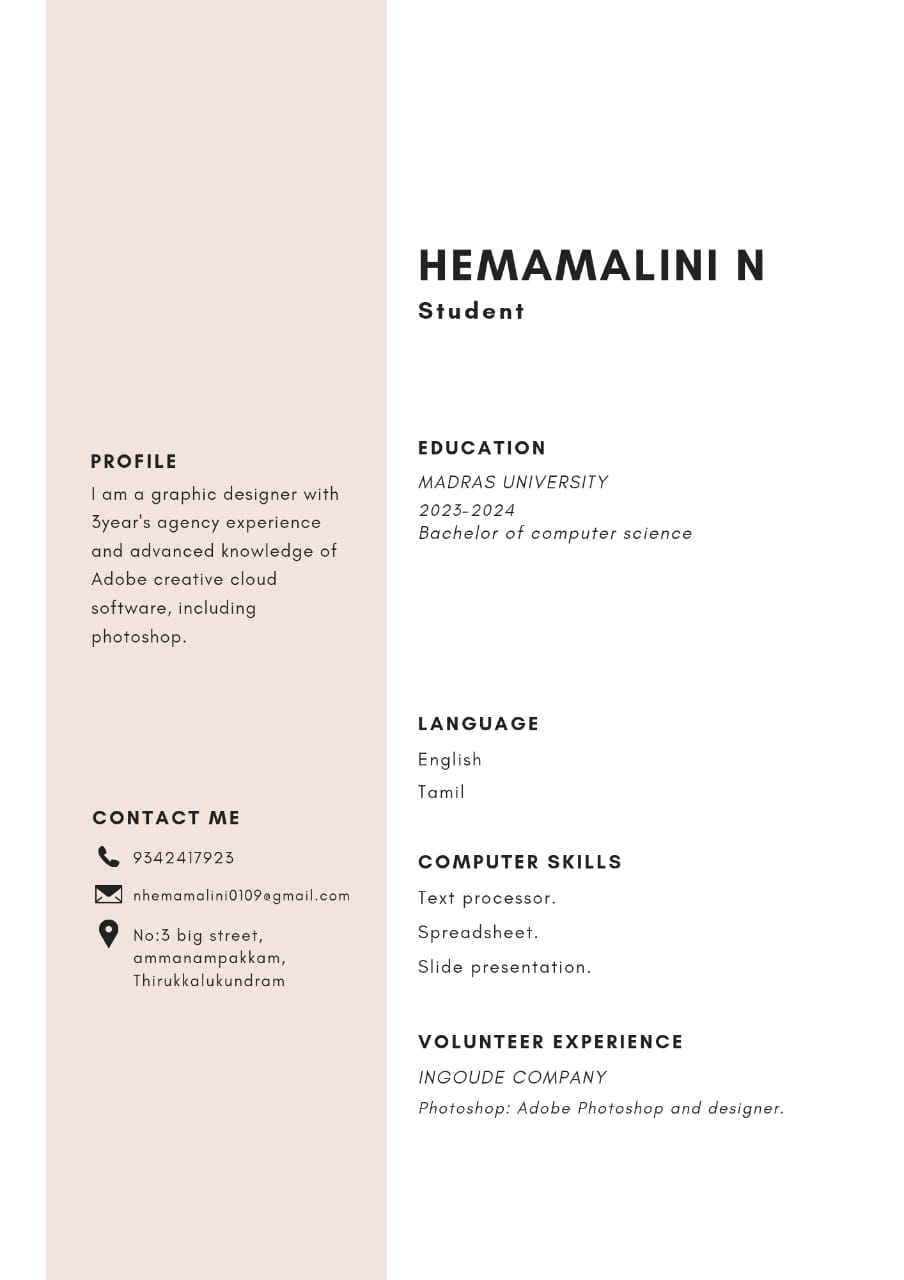 HEMAMALINI N
Student
PROFILE
I am a graphic designer with
3year's agency experience
and advanced knowledge of
Adobe creative cloud
software, including
photoshop.
CONTACT ME
9342417923
nhemamalini0109@gmail.com
No:3 big street,
ammanampakkam,
Thirukkalukundram
EDUCATION
MADRAS UNIVERSITY
2023-2024
Bachelor of computer science
LANGUAGE
English
Tamil
COMPUTER SKILLS
Text processor.
Spreadsheet.
Slide presentation.
VOLUNTEER EXPERIENCE
INGOUDE COMPANY
Photoshop: Adobe Photoshop and designer.